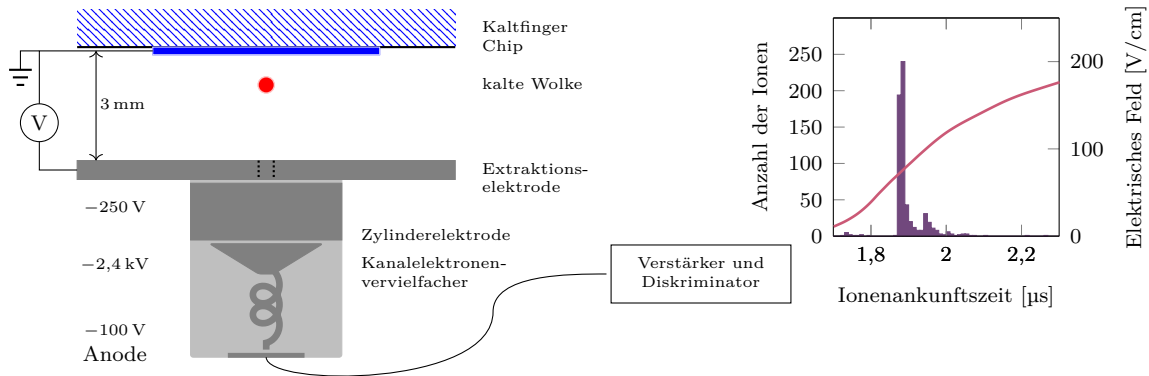 Kaltfinger
Chip
kalte Wolke
3 mm
V
Extraktions-
elektrode
−250 V
Zylinderelektrode
−2,4 kV
Kanalelektronen-
vervielfacher
−100 V
Anode
Verstärker und
Diskriminator
Anzahl der Ionen
250
200
150
100
50
0
1,8
2
2,2
Ionenankunftszeit [µs]
200
100
0
Elektrisches Feld [V/cm]